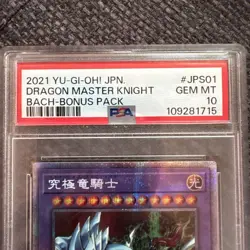 2021 YU-GI-OH! JPN. #JPS01
DRAGON MASTER KNIGHT GEM MT
BACH-BONUS PACK 10
PSA 109281715
究極竜騎士 光